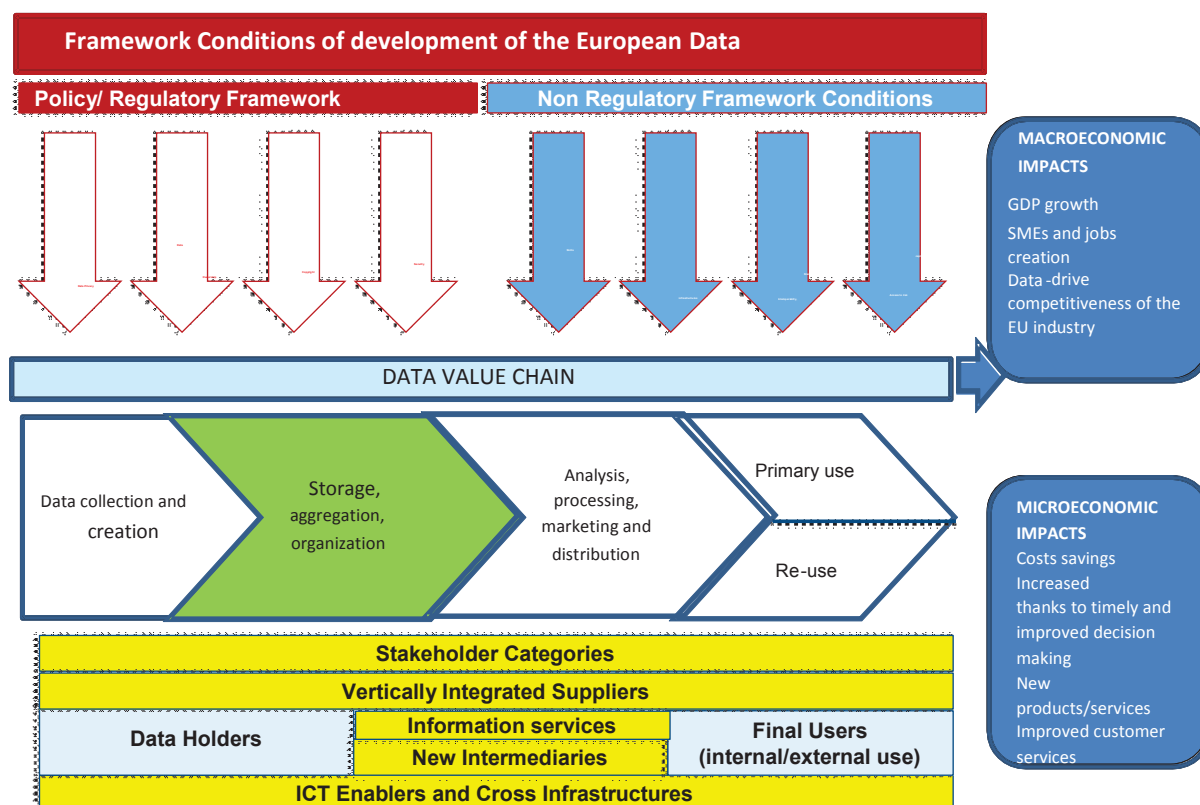 Framework Conditions of development of the European Data
Policy/ Regulatory Framework
Non Regulatory Framework Conditions
MACROECONOMIC
IMPACTS
GDP growth
SMEs and jobs
creation
Data -drive
competitiveness of the
EU industry
DATA VALUE CHAIN
Data collection and
creation
Storage,
aggregation,
organization
Analysis,
processing,
marketing and
distribution
Primary use
Re-use
MICROECONOMIC
IMPACTS
Costs savings
Increased
thanks to timely and
improved decision
making
New
products/services
Improved customer
services
Stakeholder Categories
Vertically Integrated Suppliers
Data Holders
Information services
New Intermediaries
Final Users
(internal/external use)
ICT Enablers and Cross Infrastructures